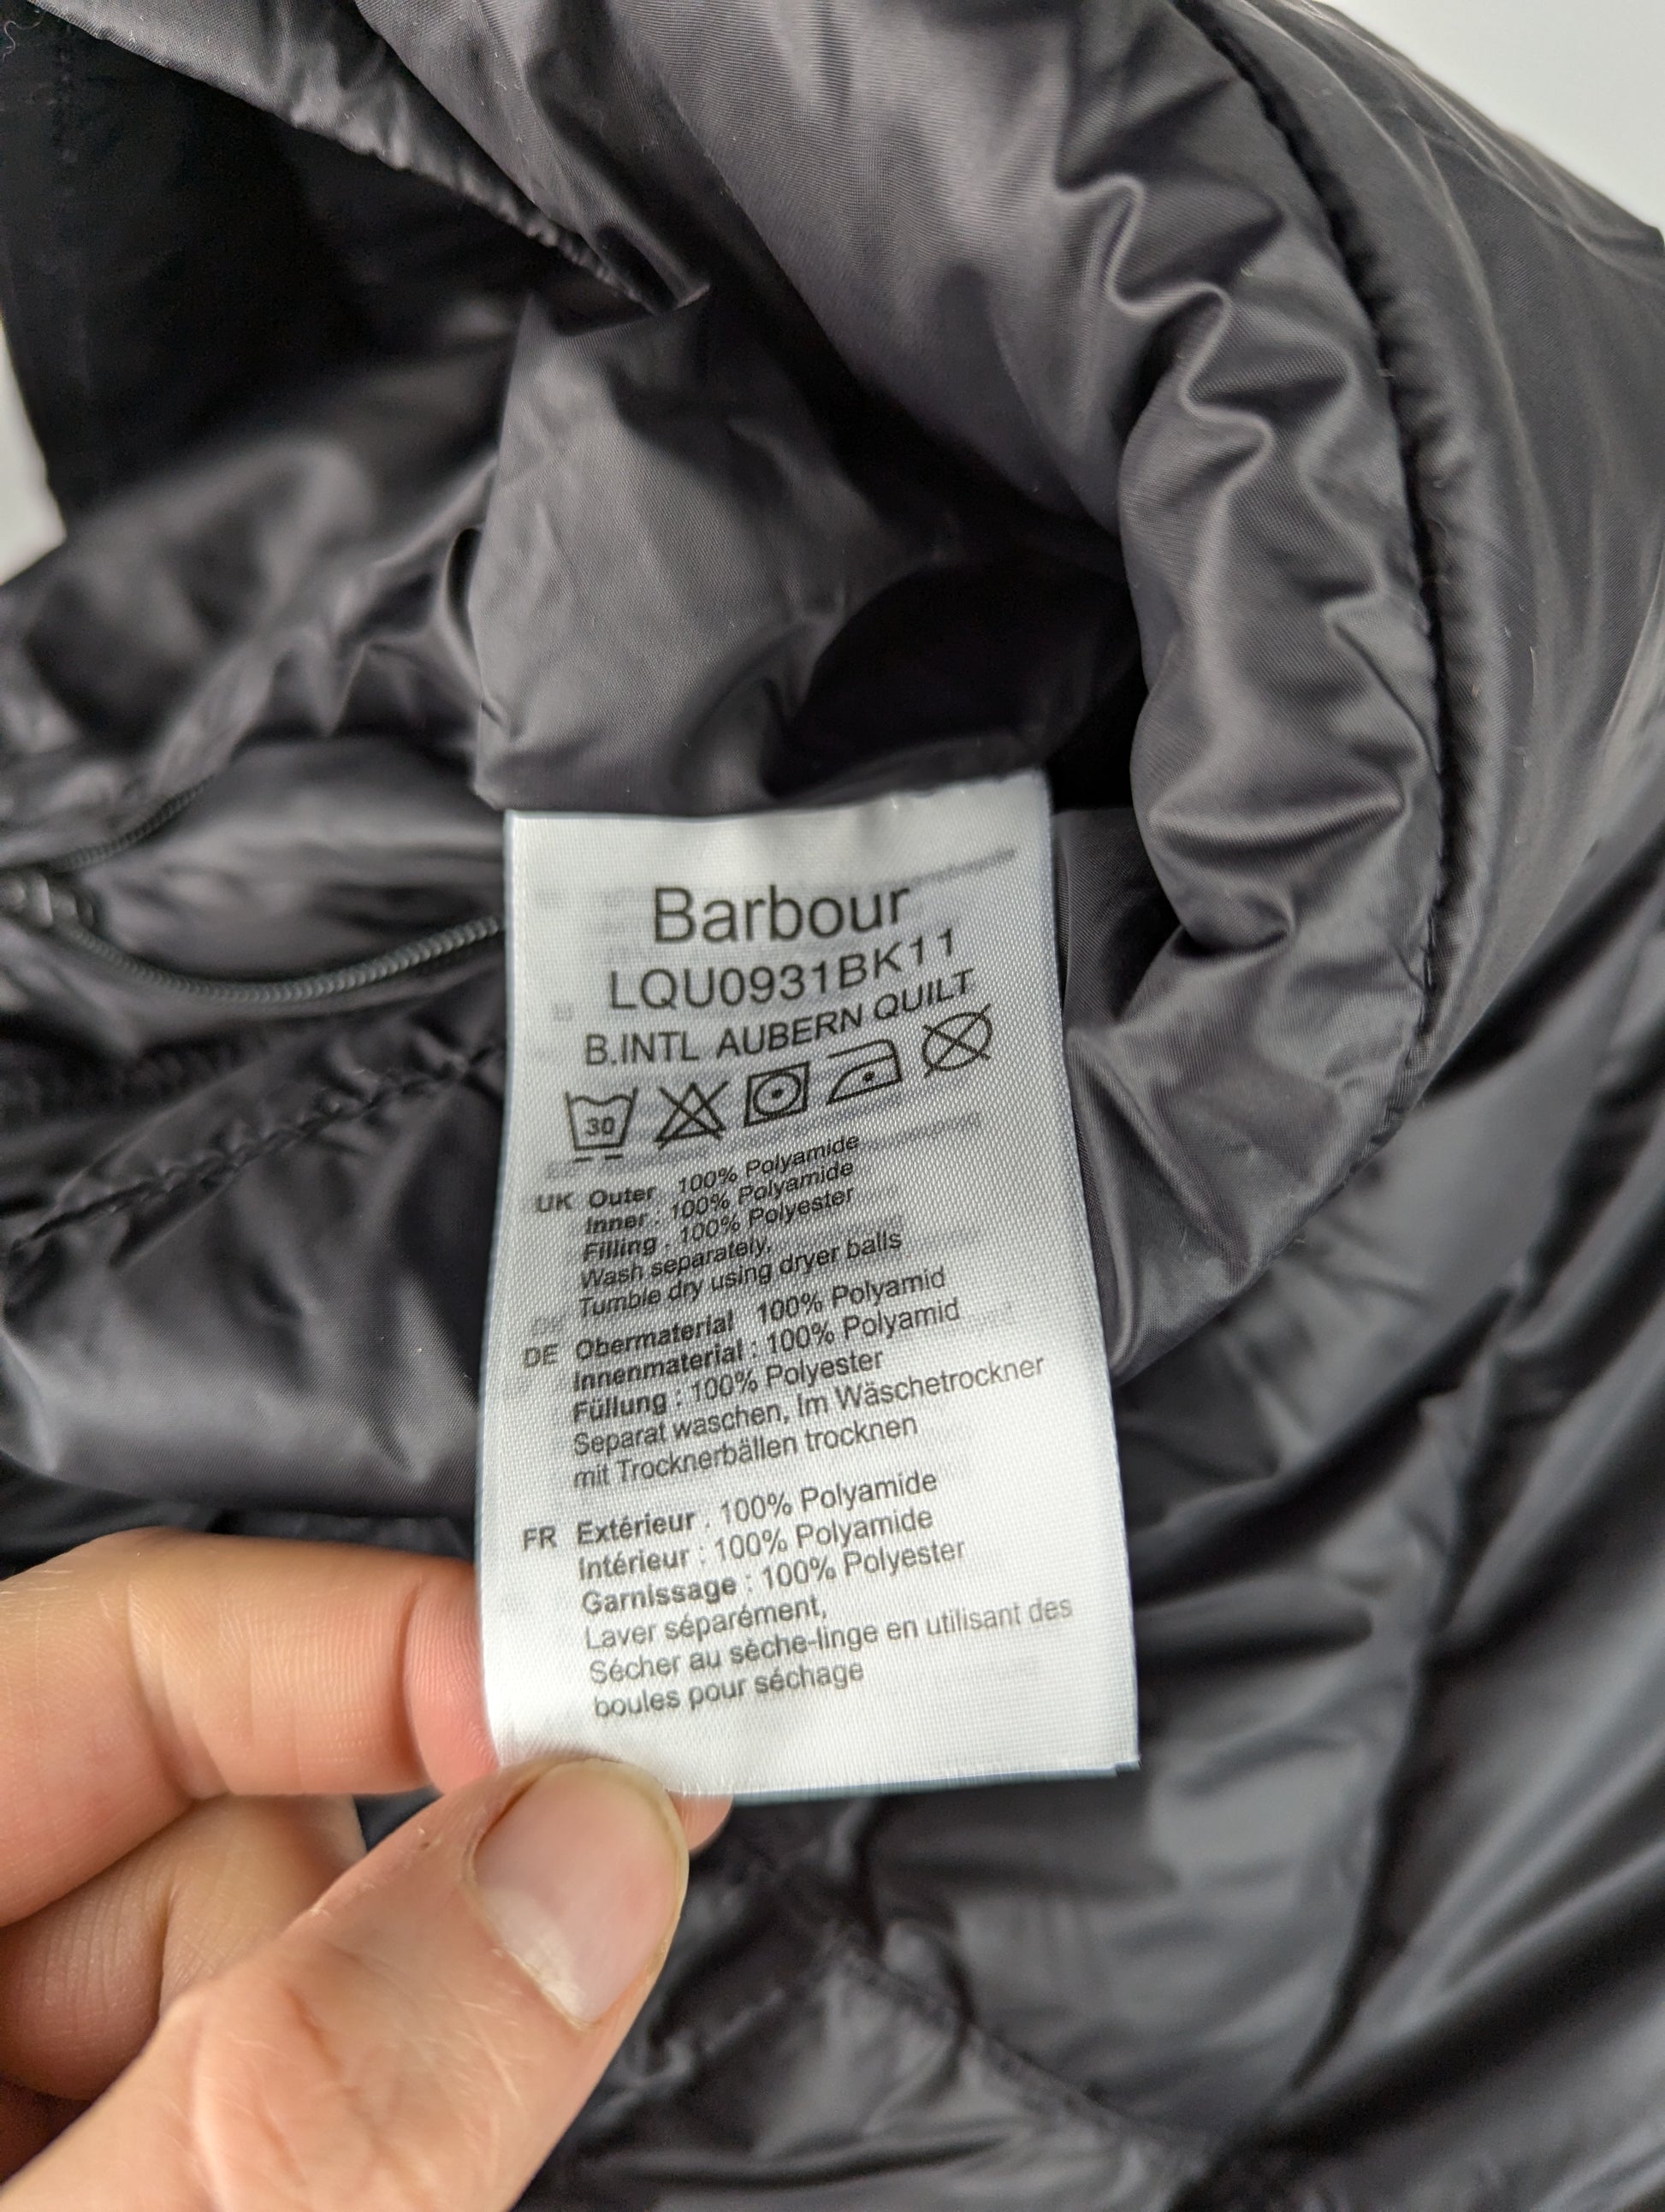 Barbour
LQU0931BK11
B.INTL AUBERN QUILT
30
UK Outer : 100% Polyamide
Inner : 100% Polyamide
Filling : 100% Polyester
Wash separately,
Tumble dry using dryer balls
DE Obermaterial : 100% Polyamid
Innenmaterial : 100% Polyamid
Füllung : 100% Polyester
Separat waschen, Im Wäschetrockner
mit Trocknerbällen trocknen
FR Extérieur : 100% Polyamide
Intérieur : 100% Polyamide
Garnissage : 100% Polyester
Laver séparément,
Sécher au sèche-linge en utilisant des
boules pour séchage